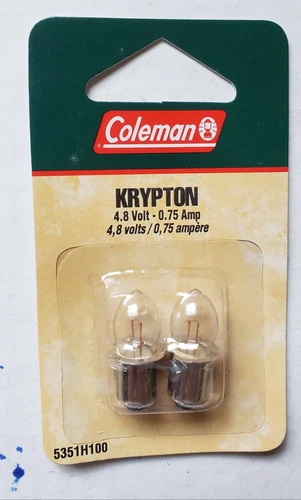 Coleman
KRYPTON
4.8 Volt - 0.75 Amp
4,8 volts / 0,75 ampère
5351H100